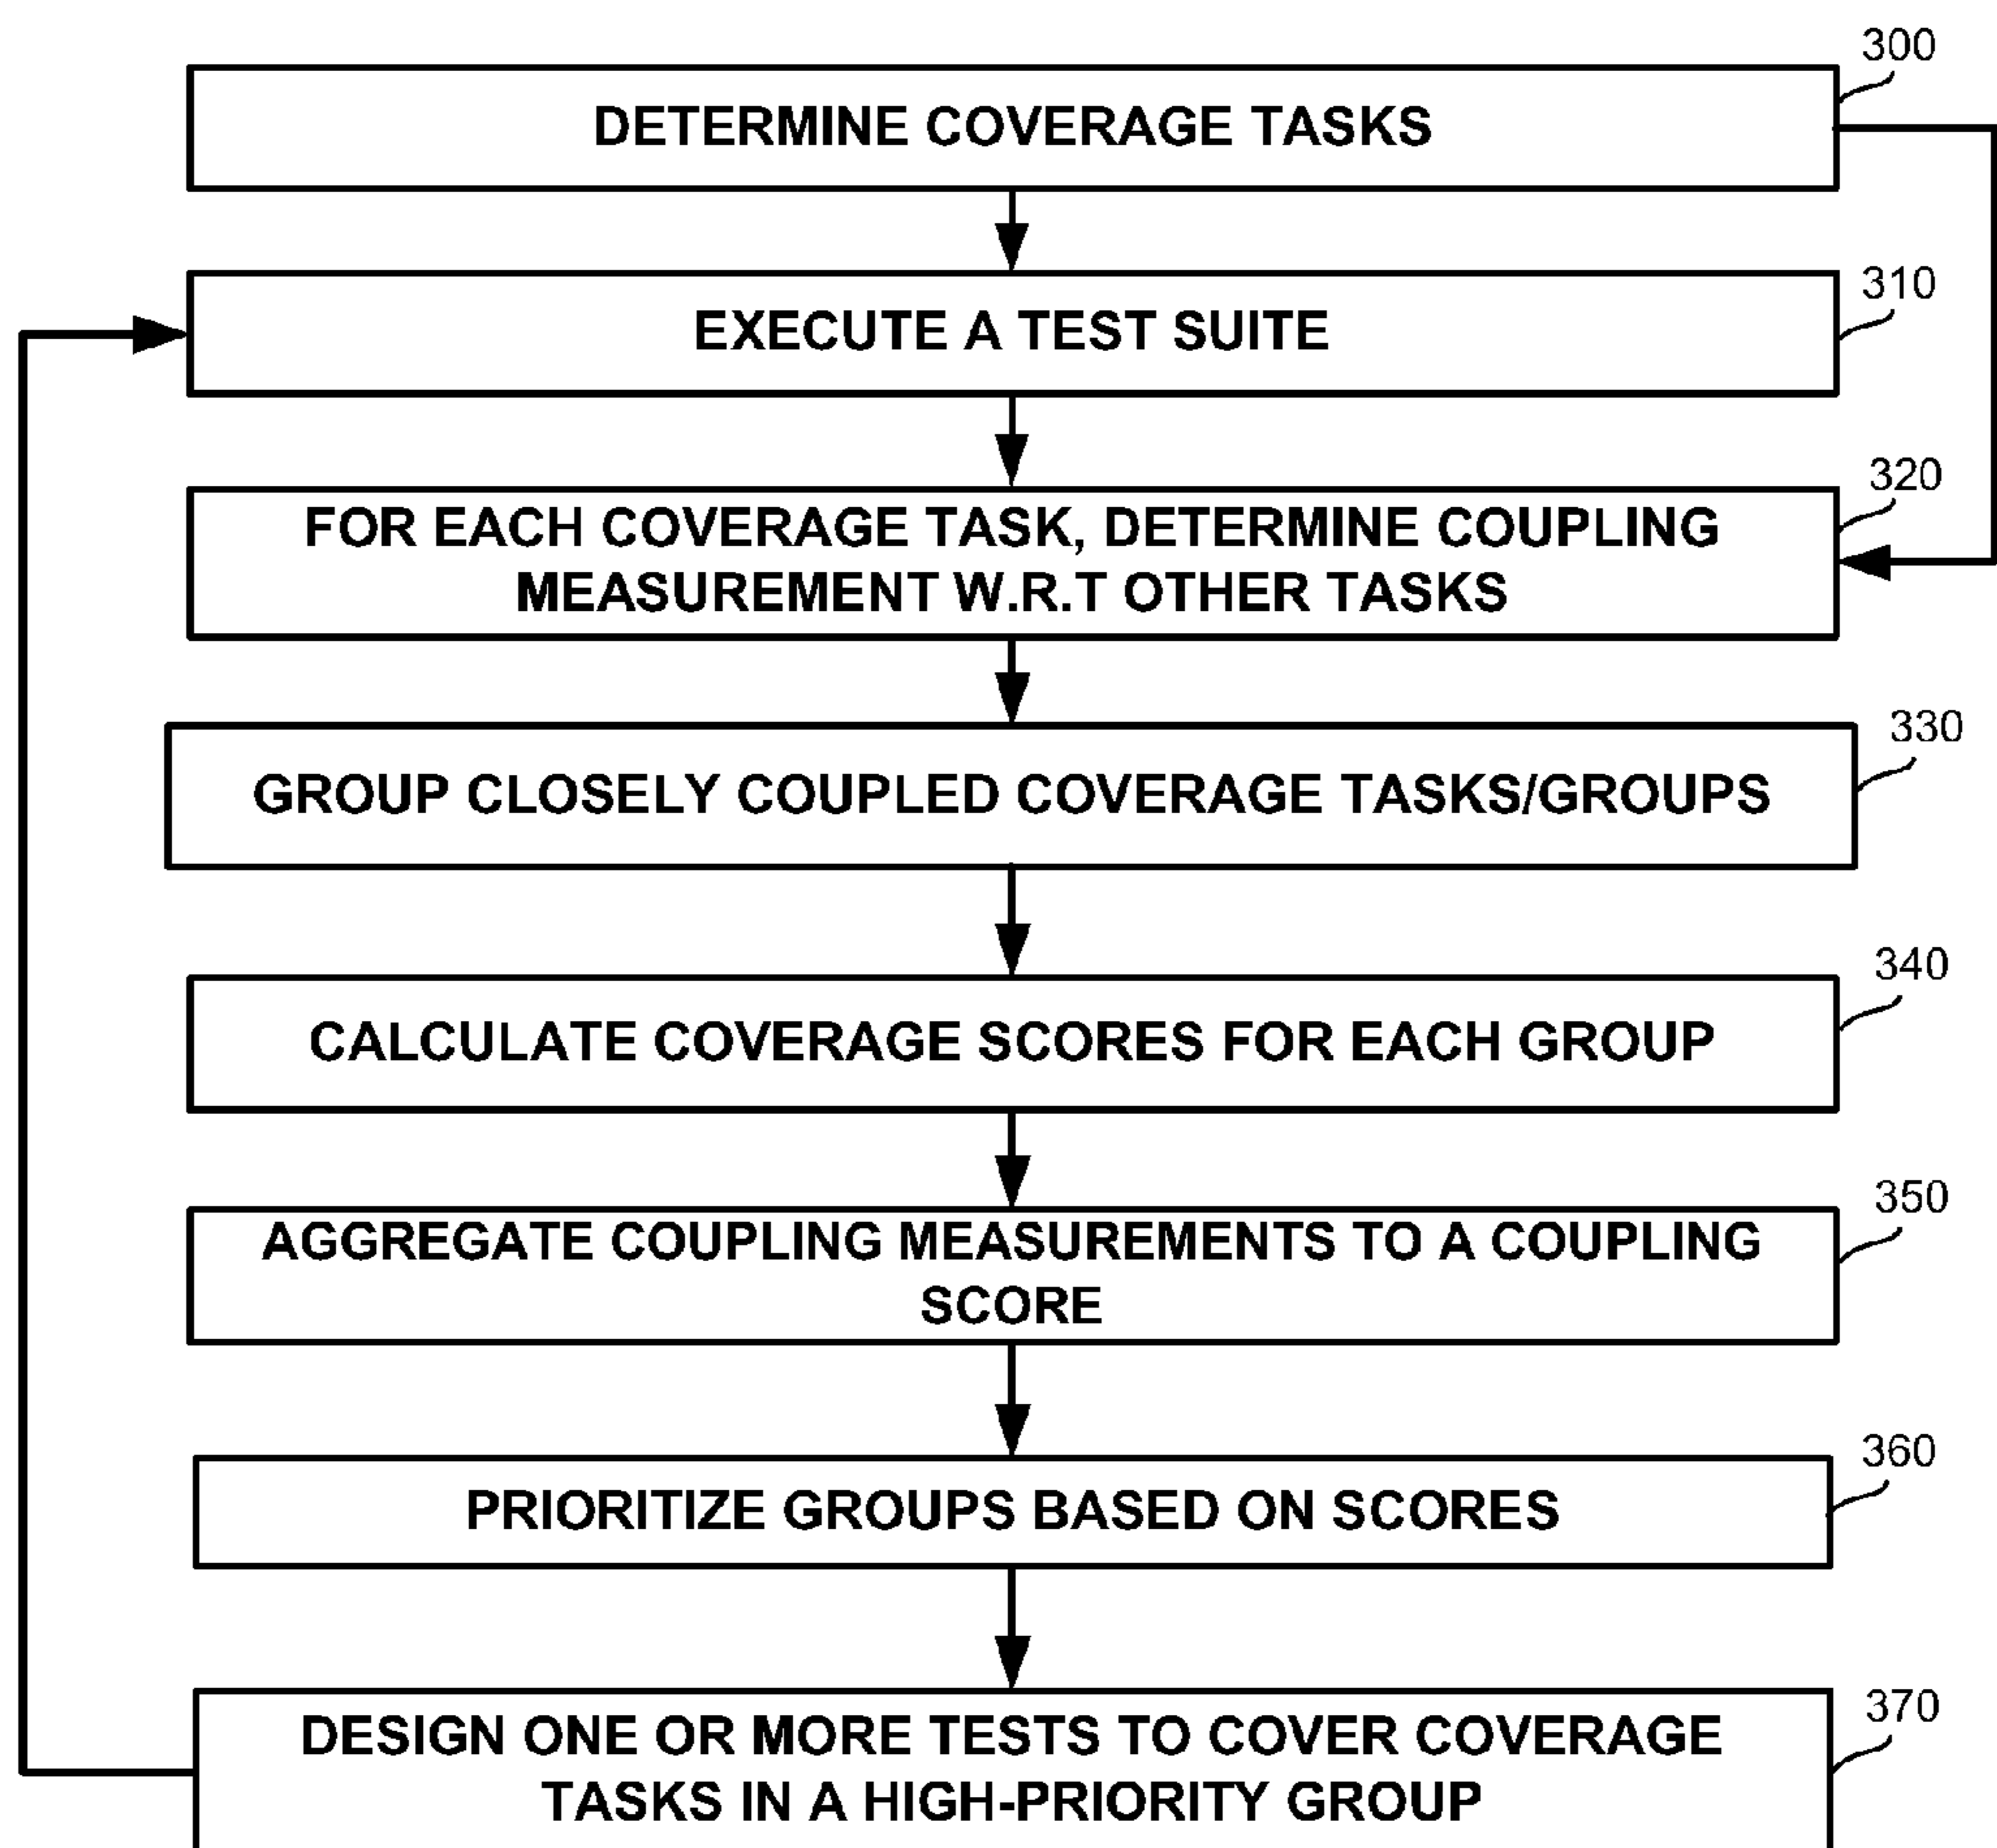 300
DETERMINE COVERAGE TASKS
310
EXECUTE A TEST SUITE
320
FOR EACH COVERAGE TASK, DETERMINE COUPLING
MEASUREMENT W.R.T OTHER TASKS
330
GROUP CLOSELY COUPLED COVERAGE TASKS/GROUPS
340
CALCULATE COVERAGE SCORES FOR EACH GROUP
350
AGGREGATE COUPLING MEASUREMENTS TO A COUPLING
SCORE
360
PRIORITIZE GROUPS BASED ON SCORES
370
DESIGN ONE OR MORE TESTS TO COVER COVERAGE
TASKS IN A HIGH-PRIORITY GROUP